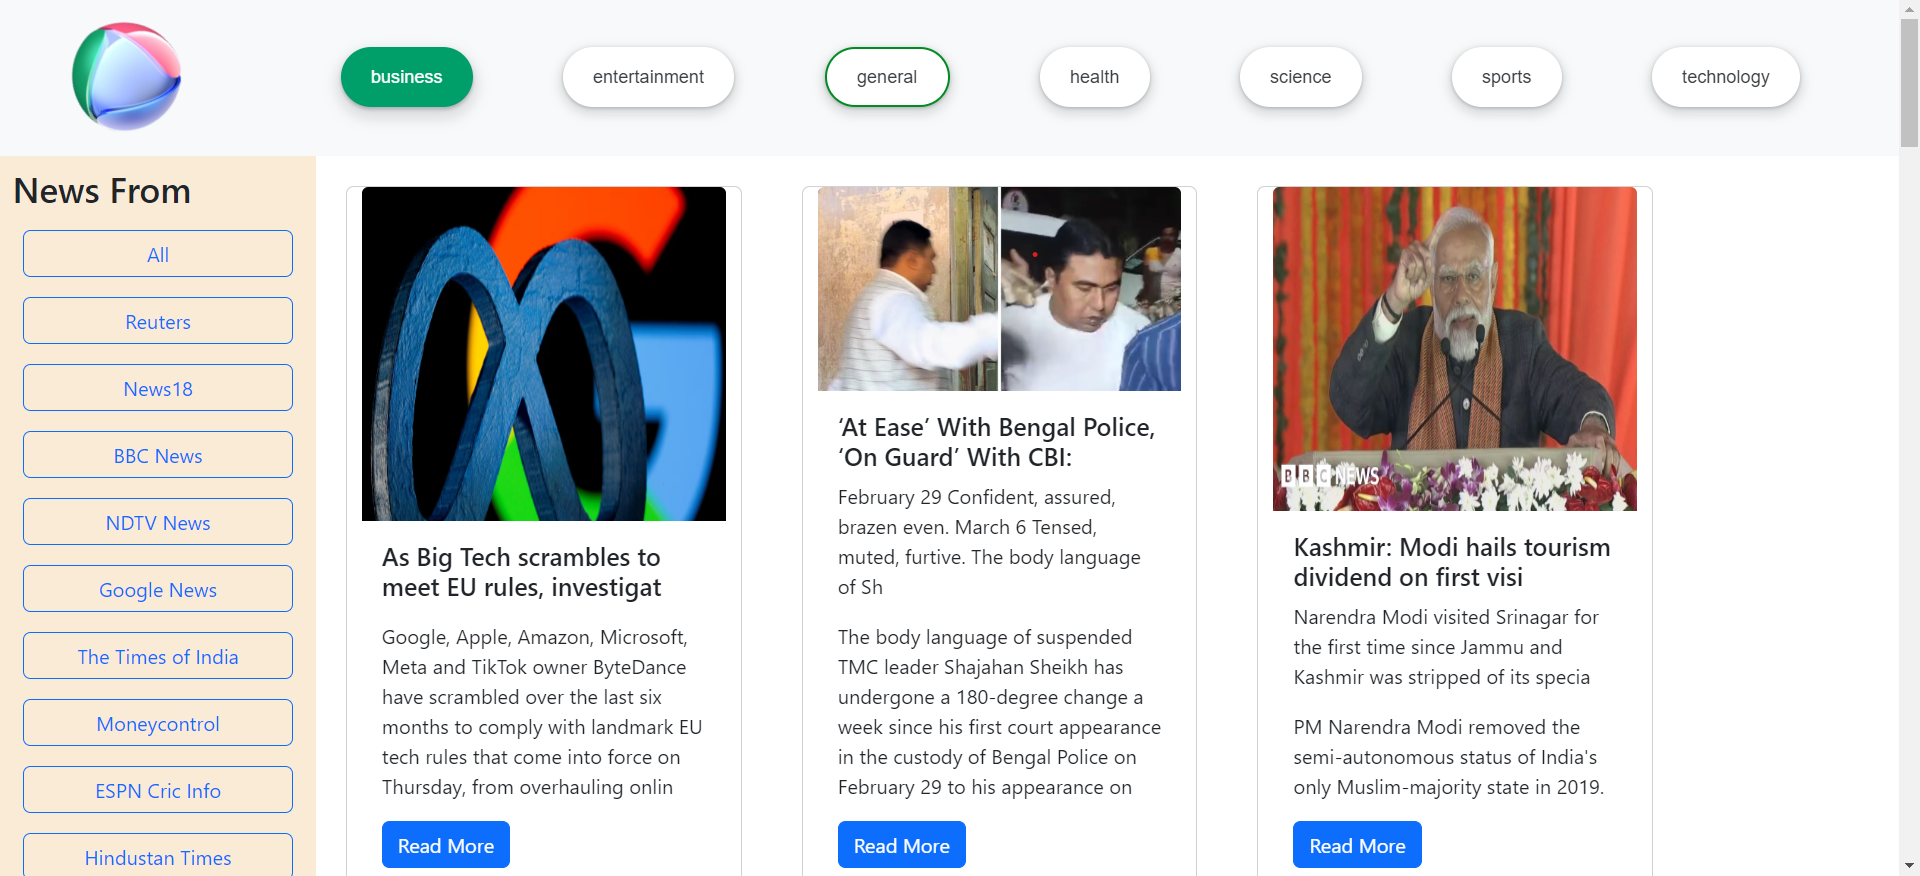 business
entertainment
general
health
science
sports
technology
News From
All
Reuters
News18
BBC News
NDTV News
Google News
The Times of India
Moneycontrol
ESPN Cric Info
Hindustan Times
As Big Tech scrambles to
meet EU rules, investigat
Google, Apple, Amazon, Microsoft,
Meta and TikTok owner ByteDance
have scrambled over the last six
months to comply with landmark EU
tech rules that come into force on
Thursday, from overhauling onlin
Read More
‘At Ease’ With Bengal Police,
‘On Guard’ With CBI:
February 29 Confident, assured,
brazen even. March 6 Tensed,
muted, furtive. The body language
of Sh
The body language of suspended
TMC leader Shajahan Sheikh has
undergone a 180-degree change a
week since his first court appearance
in the custody of Bengal Police on
February 29 to his appearance on
Read More
BBC NEWS
Kashmir: Modi hails tourism
dividend on first visi
Narendra Modi visited Srinagar for
the first time since Jammu and
Kashmir was stripped of its specia
PM Narendra Modi removed the
semi-autonomous status of India's
only Muslim-majority state in 2019.
Read More